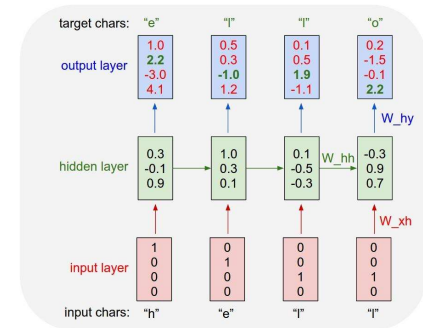 target chars: “e” “l” “l” “o”
1.0 0.5 0.1 0.2
output layer 2.2 0.3 0.5 -1.5
-3.0 -1.0 1.9 -0.1
4.1 1.2 -1.1 2.2
W_hy
0.3 1.0 0.1 W_hh -0.3
hidden layer -0.1 0.3 -0.5 0.9
0.9 0.1 -0.3 0.7
W_xh
1 0 0 0
input layer 0 1 0 0
0 0 1 1
0 0 0 0
input chars: “h” “e” “l” “l”